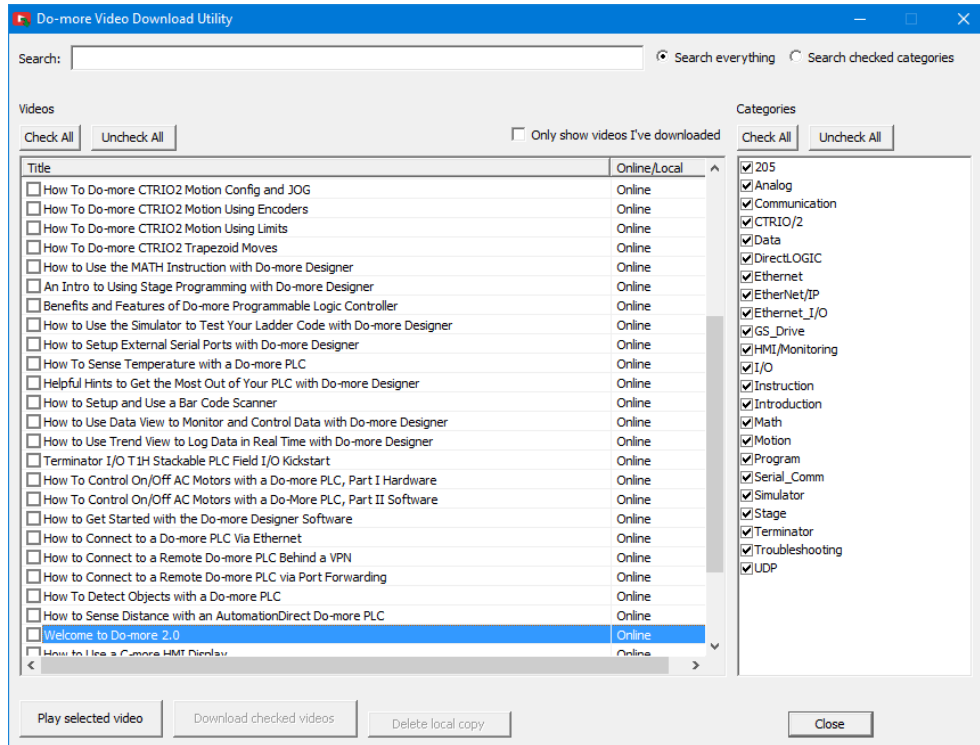 Do-more Video Download Utility
Search: Search everything Search checked categories
Videos
Check All Uncheck All Only show videos I've downloaded
Title Online/Local
How To Do-more CTRIO2 Motion Config and JOG Online
How To Do-more CTRIO2 Motion Using Encoders Online
How To Do-more CTRIO2 Motion Using Limits Online
How To Do-more CTRIO2 Trapezoid Moves Online
How to Use the MATH Instruction with Do-more Designer Online
An Intro to Using Stage Programming with Do-more Designer Online
Benefits and Features of Do-more Programmable Logic Controller Online
How to Use the Simulator to Test Your Ladder Code with Do-more Designer Online
How to Setup External Serial Ports with Do-more Designer Online
How To Sense Temperature with a Do-more PLC Online
Helpful Hints to Get the Most Out of Your PLC with Do-more Designer Online
How to Setup and Use a Bar Code Scanner Online
How to Use Data View to Monitor and Control Data with Do-more Designer Online
How to Use Trend View to Log Data in Real Time with Do-more Designer Online
Terminator I/O T1H Stackable PLC Field I/O Kickstart Online
How To Control On/Off AC Motors with a Do-more PLC, Part I Hardware Online
How To Control On/Off AC Motors with a Do-More PLC, Part II Software Online
How to Get Started with the Do-more Designer Software Online
How to Connect to a Do-more PLC Via Ethernet Online
How to Connect to a Remote Do-more PLC Behind a VPN Online
How to Connect to a Remote Do-more PLC via Port Forwarding Online
How To Detect Objects with a Do-more PLC Online
How to Sense Distance with an AutomationDirect Do-more PLC Online
Welcome to Do-more 2.0 Online
How to Use a C-more HMI Display Online
Categories
Check All Uncheck All
205
Analog
Communication
CTRIO/2
Data
DirectLOGIC
Ethernet
EtherNet/IP
Ethernet_I/O
GS_Drive
HMI/Monitoring
I/O
Instruction
Introduction
Math
Motion
Program
Serial_Comm
Simulator
Stage
Terminator
Troubleshooting
UDP
Play selected video Download checked videos Delete local copy Close